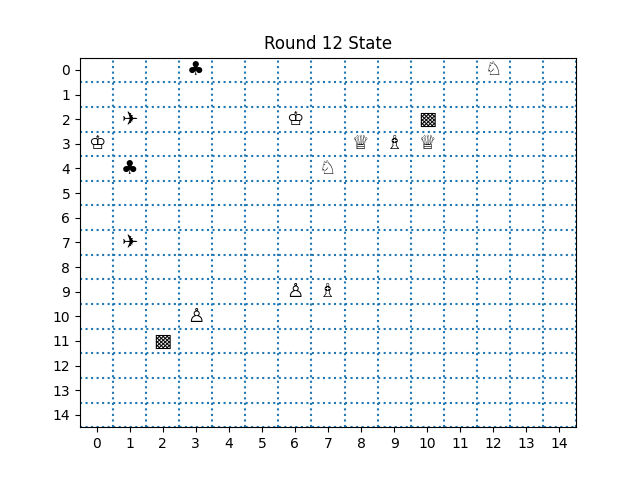 Round 12 State
0 ♣ ♘
1
2 ✈ ♔ ▩
3 ♔ ♕ ♗ ♕
4 ♣ ♘
5
6
7 ✈
8
9 ♙ ♗
10 ♙
11 ▩
12
13
14
0 1 2 3 4 5 6 7 8 9 10 11 12 13 14